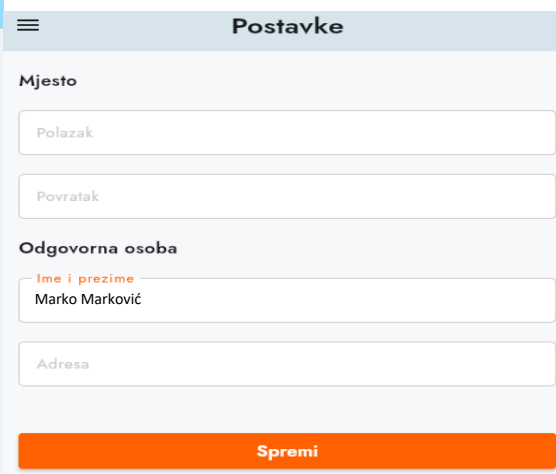 Postavke
Mjesto
Polazak
Povratak
Odgovorna osoba
Ime i prezime
Marko Marković
Adresa
Spremi